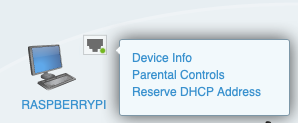 Device Info
Parental Controls
Reserve DHCP Address
RASPBERRYPI